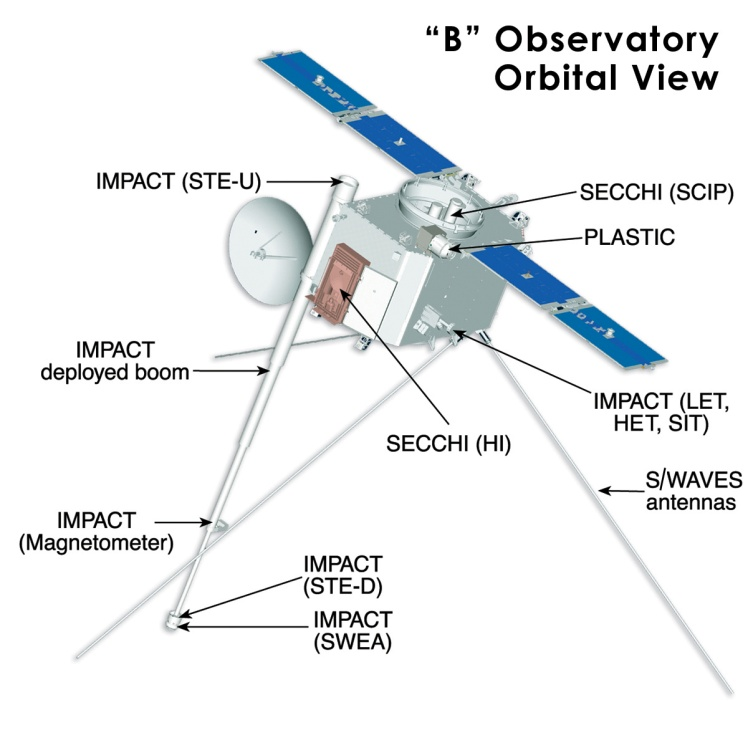 “B” Observatory
Orbital View
IMPACT (STE-U)
SECCHI (SCIP)
PLASTIC
IMPACT
deployed boom
IMPACT (LET,
HET, SIT)
SECCHI (HI)
S/WAVES
antennas
IMPACT
(Magnetometer)
IMPACT
(STE-D)
IMPACT
(SWEA)